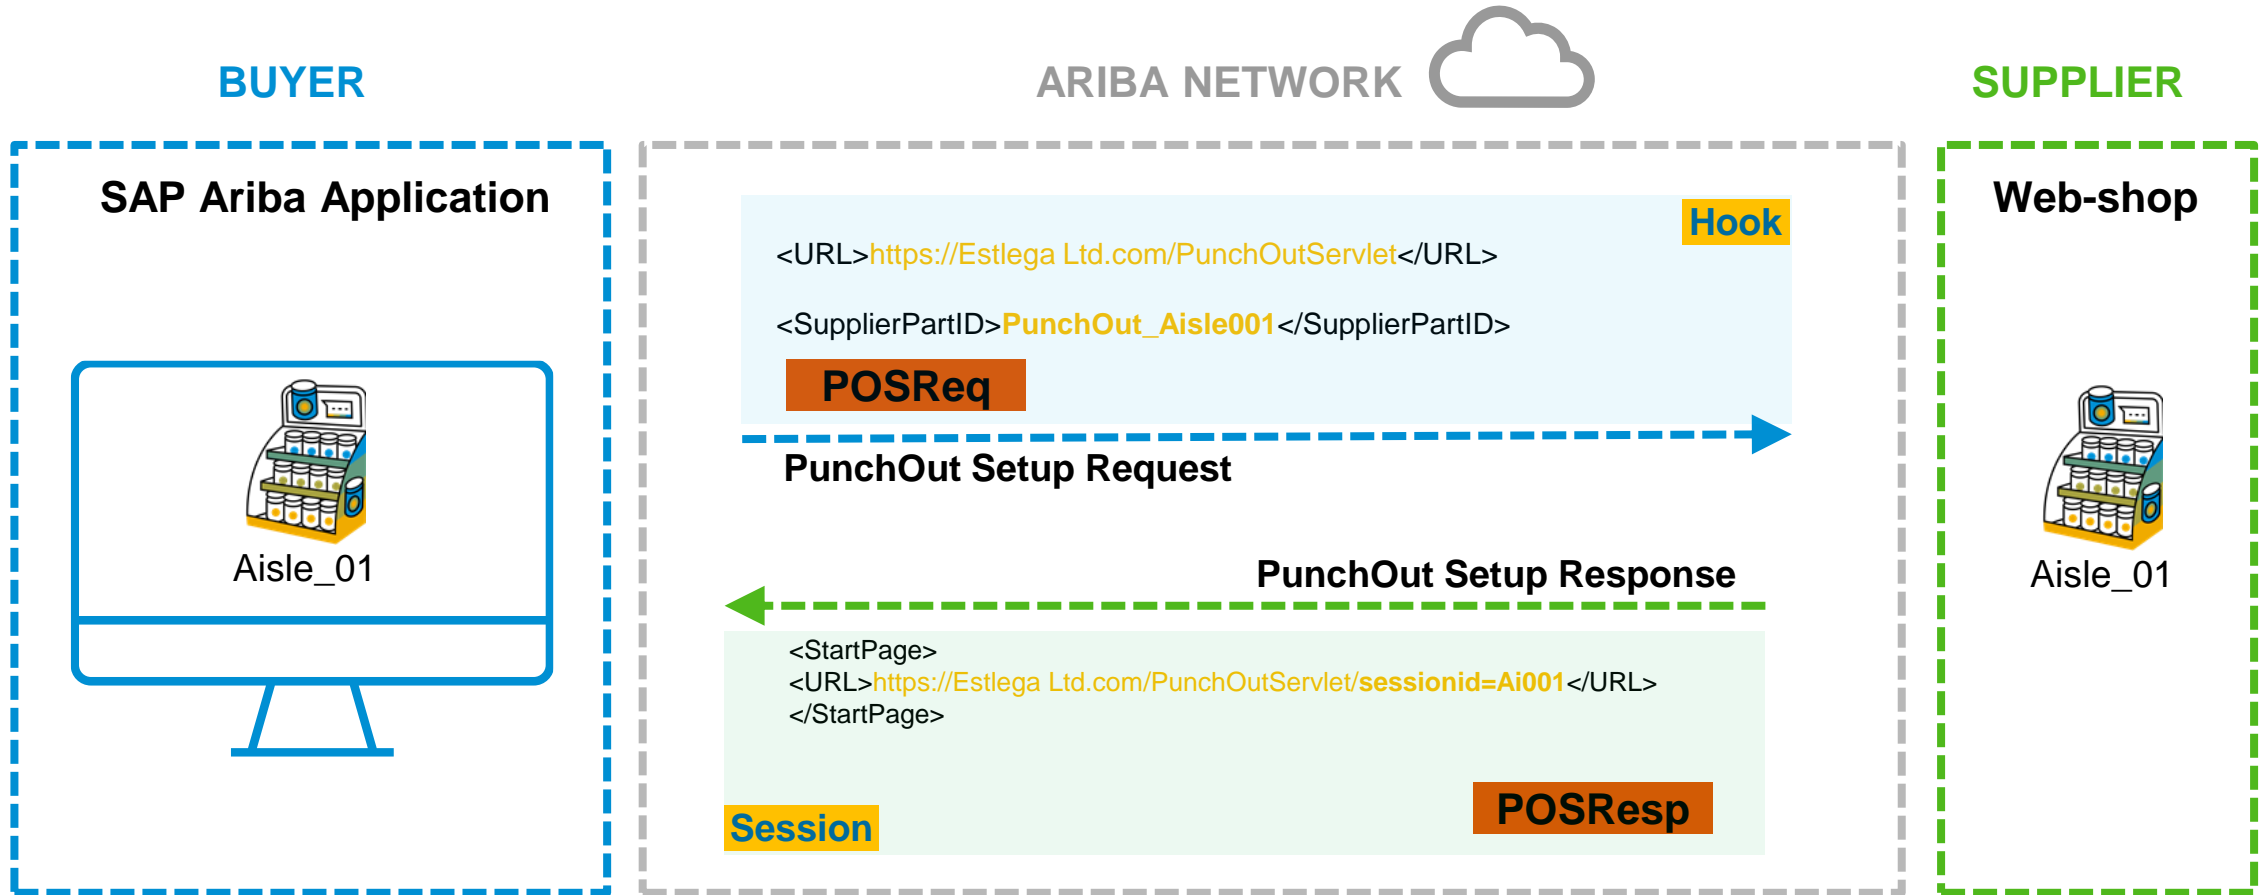 BUYER
ARIBA NETWORK
SUPPLIER
SAP Ariba Application
Web-shop
Hook
<URL>https://Estlega Ltd.com/PunchOutServlet</URL>
<SupplierPartID>PunchOut_Aisle001</SupplierPartID>
POSReq
PunchOut Setup Request
Aisle_01
Aisle_01
PunchOut Setup Response
<StartPage>
<URL>https://Estlega Ltd.com/PunchOutServlet/sessionid=Ai001</URL>
</StartPage>
POSResp
Session